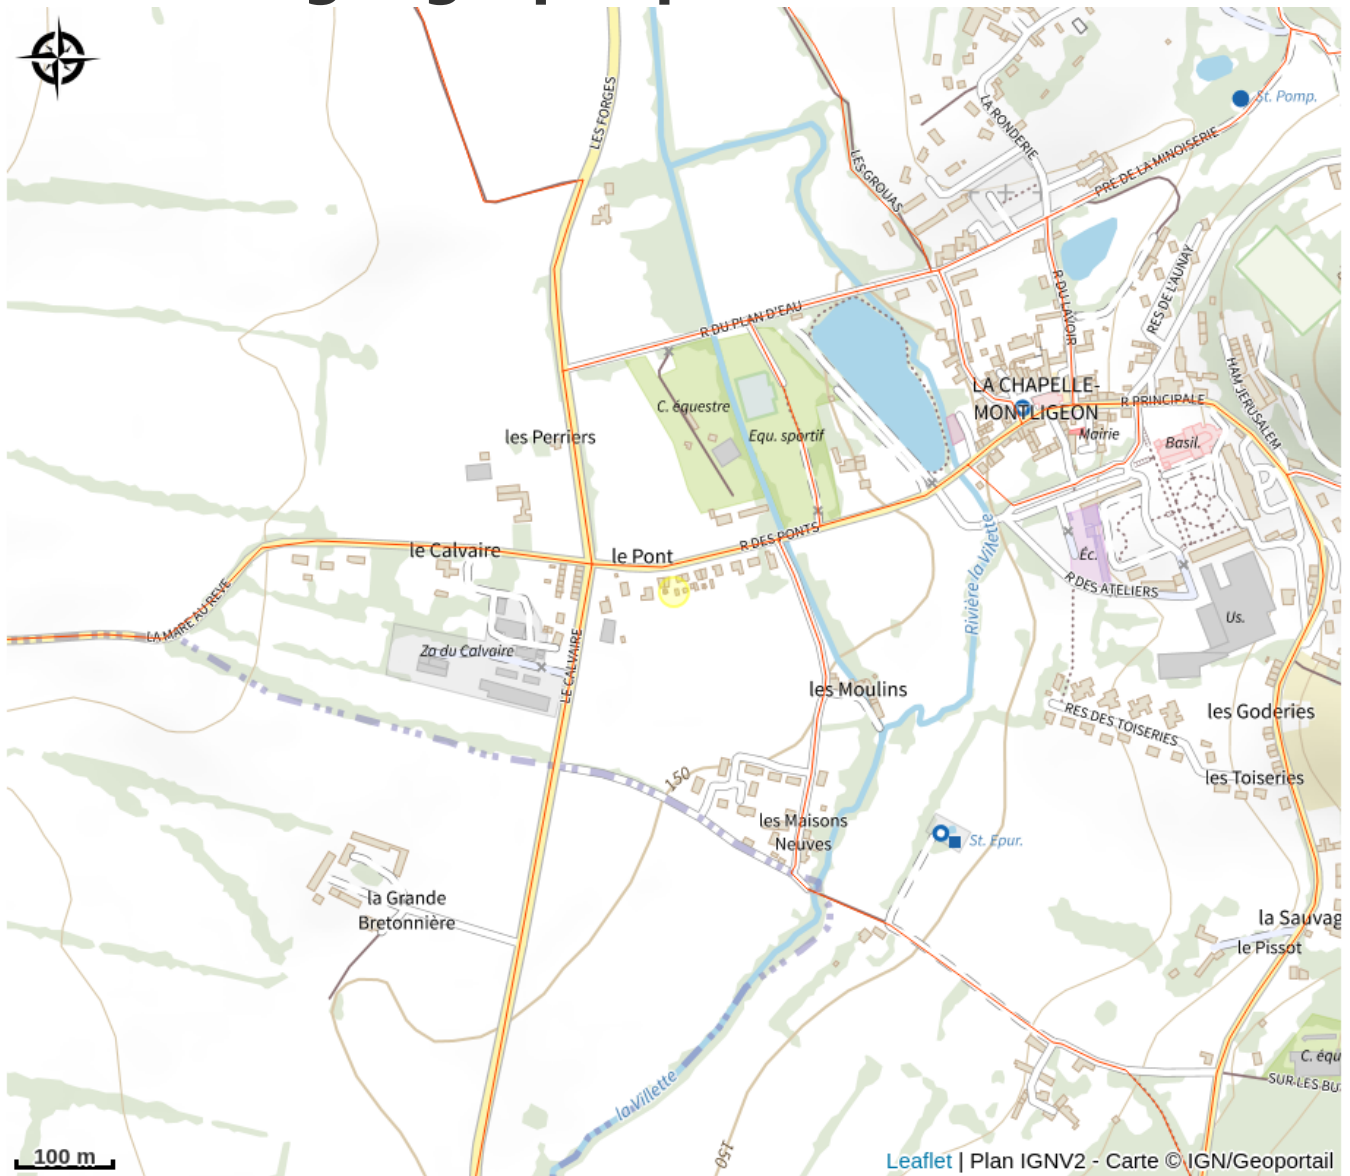 LES FORGES
LA RONDERIE
St. Pomp.
PRE DE LA MINOISERIE
LES GROUAS
RES DE L'AUNAY
R DU LAVOIR
R DU PLAN D'EAU
HAM JERUSALEM
LA CHAPELLE-
MONTLIGEON
R PRINCIPALE
C. équestre
Equ. sportif
les Perriers
Mairie
Basil.
le Calvaire
le Pont
R DES PONTS
Rivière la Villette
Éc.
R DES ATELIERS
LA MARE AU REVE
Us.
Za du Calvaire
LE CALVAIRE
les Moulins
RES DES TOISERIES
les Goderies
150
les Toiseries
les Maisons
Neuves
St. Epur.
la Grande
Bretonnière
la Sauvag
le Pissot
C. équ
SUR LES BU
la Villette
150
100 m
Leaflet | Plan IGNV2 - Carte © IGN/Geoportail